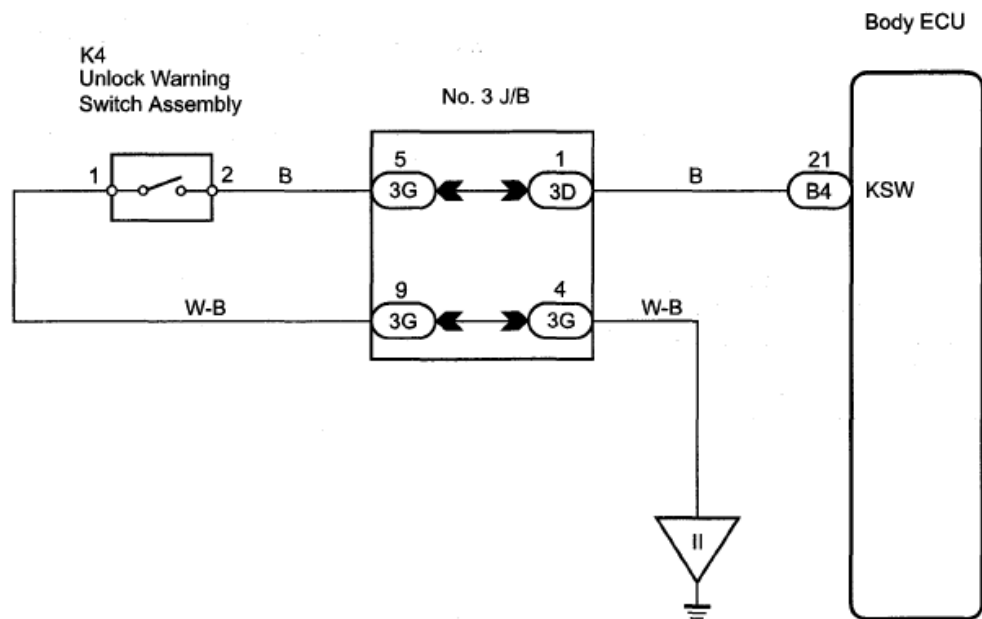 Body ECU
K4
Unlock Warning
Switch Assembly
No. 3 J/B
1
2
B
5
3G
1
3D
B
21
B4
KSW
W-B
9
3G
4
3G
W-B
II